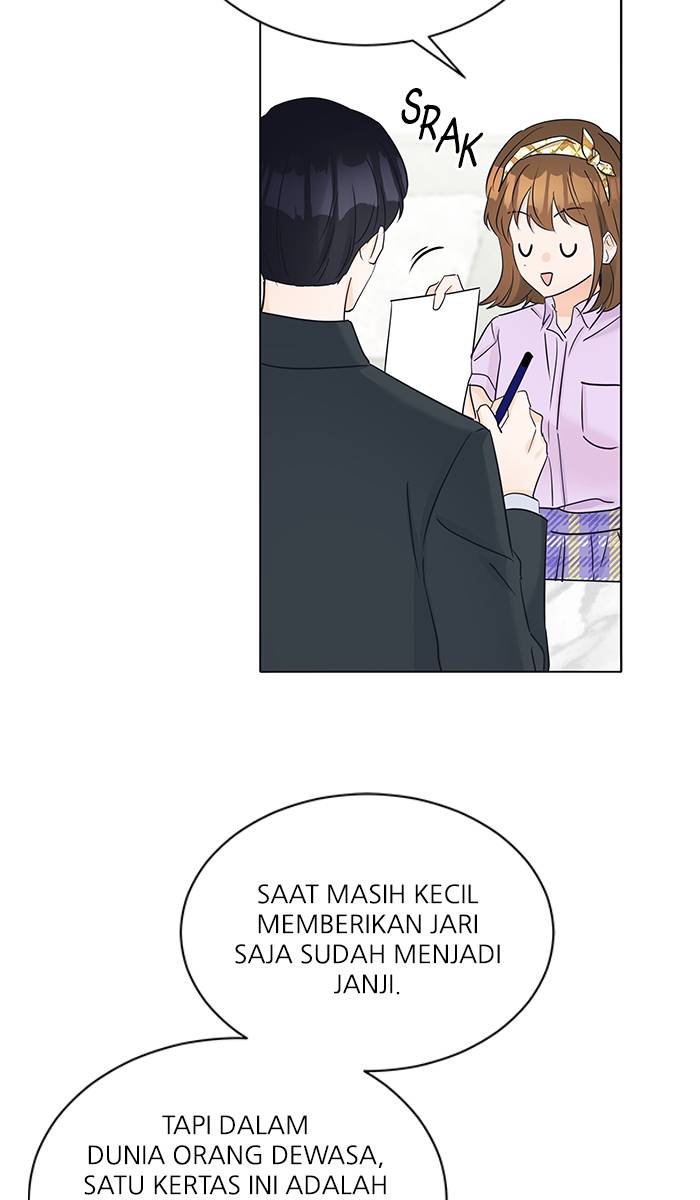 SRAK
SAAT MASIH KECIL
MEMBERIKAN JARI
SAJA SUDAH MENJADI
JANJI.
TAPI DALAM
DUNIA ORANG DEWASA,
SATU KERTAS INI ADALAH